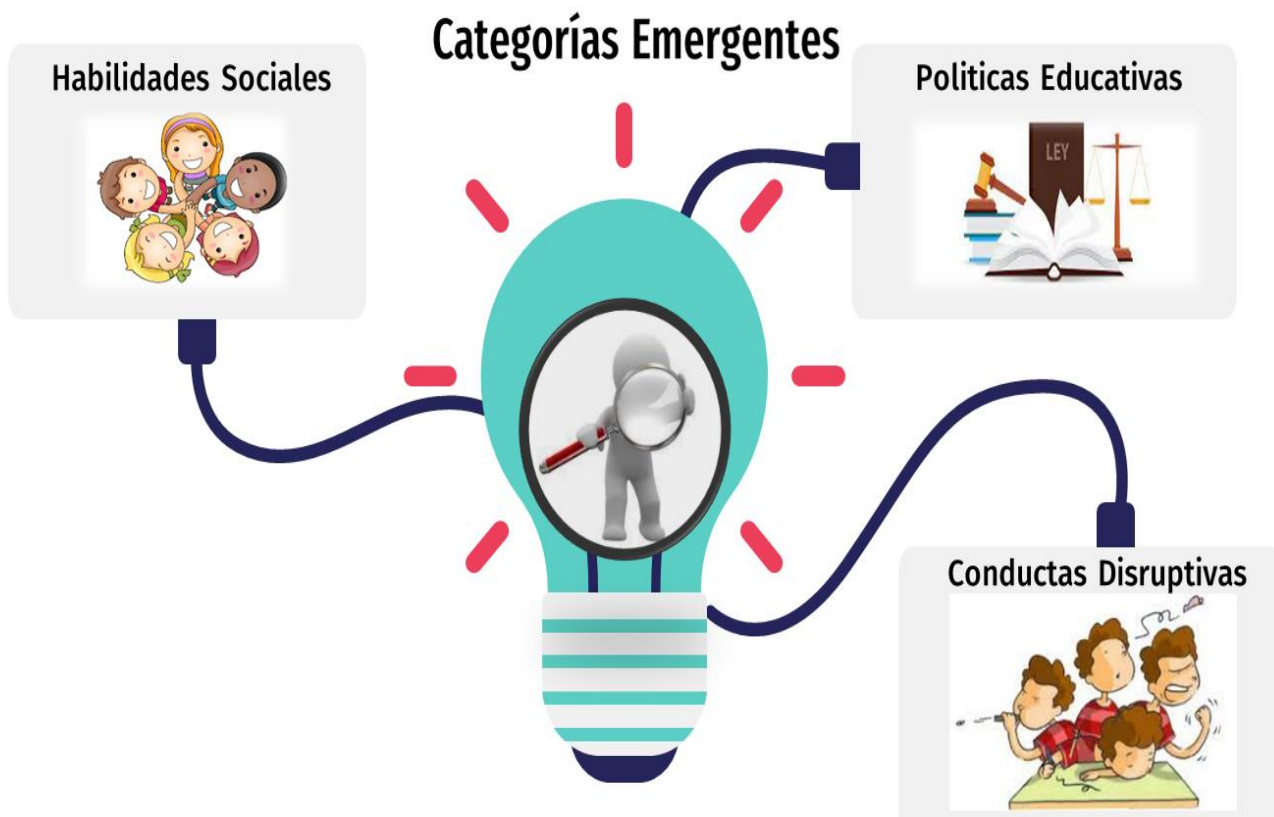 Categorías Emergentes
Habilidades Sociales
Politicas Educativas
LEY
Conductas Disruptivas